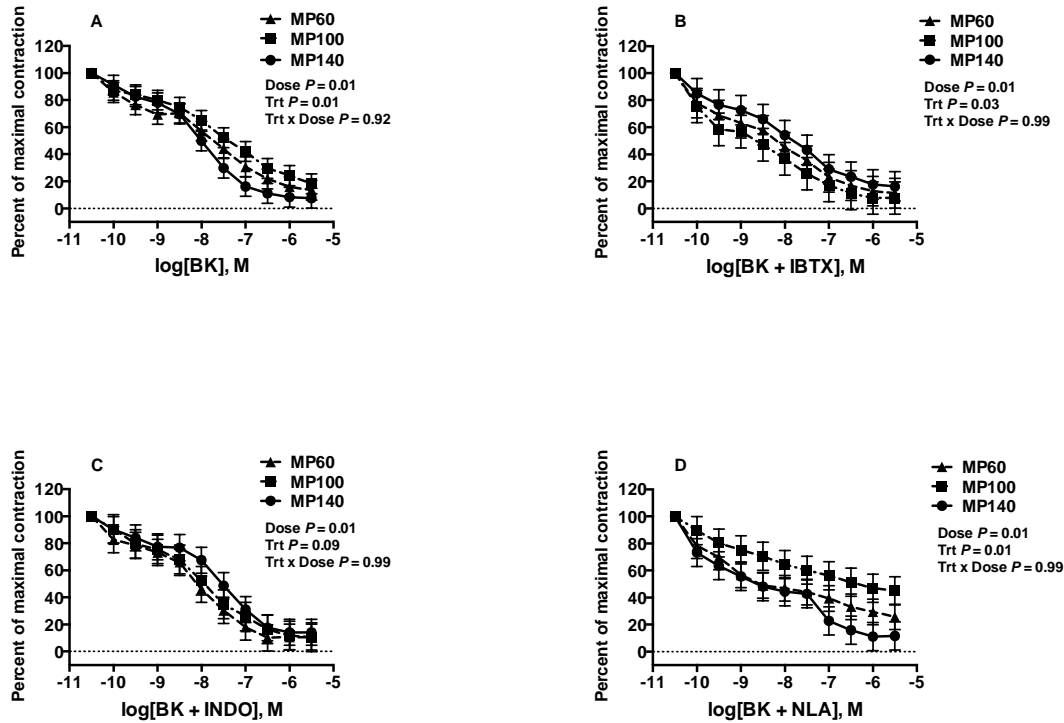 A
MP60
MP100
MP140
Dose P = 0.01
Trt P = 0.01
Trt x Dose P = 0.92
Percent of maximal contraction
120
100
80
60
40
20
0
-11 -10 -9 -8 -7 -6 -5
log[BK], M
B
MP60
MP100
MP140
Dose P = 0.01
Trt P = 0.03
Trt x Dose P = 0.99
Percent of maximal contraction
120
100
80
60
40
20
0
-11 -10 -9 -8 -7 -6 -5
log[BK + IBTX], M
C
MP60
MP100
MP140
Dose P = 0.01
Trt P = 0.09
Trt x Dose P = 0.99
Percent of maximal contraction
120
100
80
60
40
20
0
-11 -10 -9 -8 -7 -6 -5
log[BK + INDO], M
D
MP60
MP100
MP140
Dose P = 0.01
Trt P = 0.01
Trt x Dose P = 0.99
Percent of maximal contraction
120
100
80
60
40
20
0
-11 -10 -9 -8 -7 -6 -5
log[BK + NLA], M